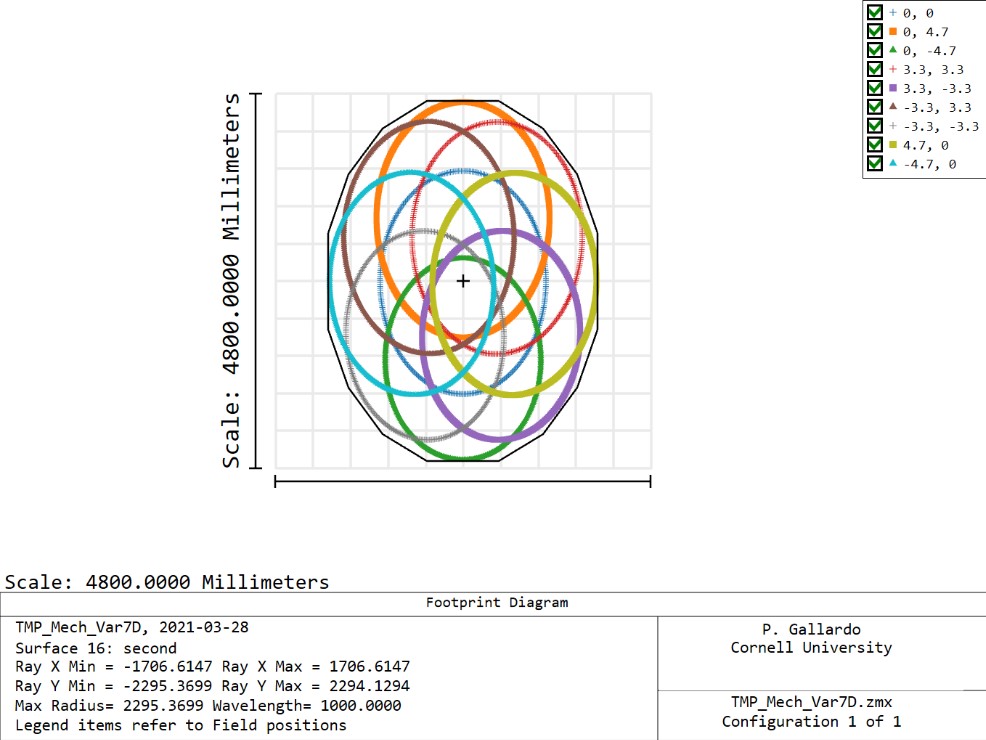 0, 0
0, 4.7
0, -4.7
3.3, 3.3
3.3, -3.3
-3.3, 3.3
-3.3, -3.3
4.7, 0
-4.7, 0
Scale: 4800.0000 Millimeters
Scale: 4800.0000 Millimeters
Footprint Diagram
TMP_Mech_Var7D, 2021-03-28
Surface 16: second
Ray X Min = -1706.6147 Ray X Max = 1706.6147
Ray Y Min = -2295.3699 Ray Y Max = 2294.1294
Max Radius= 2295.3699 Wavelength= 1000.0000
Legend items refer to Field positions
P. Gallardo
Cornell University
TMP_Mech_Var7D.zmx
Configuration 1 of 1